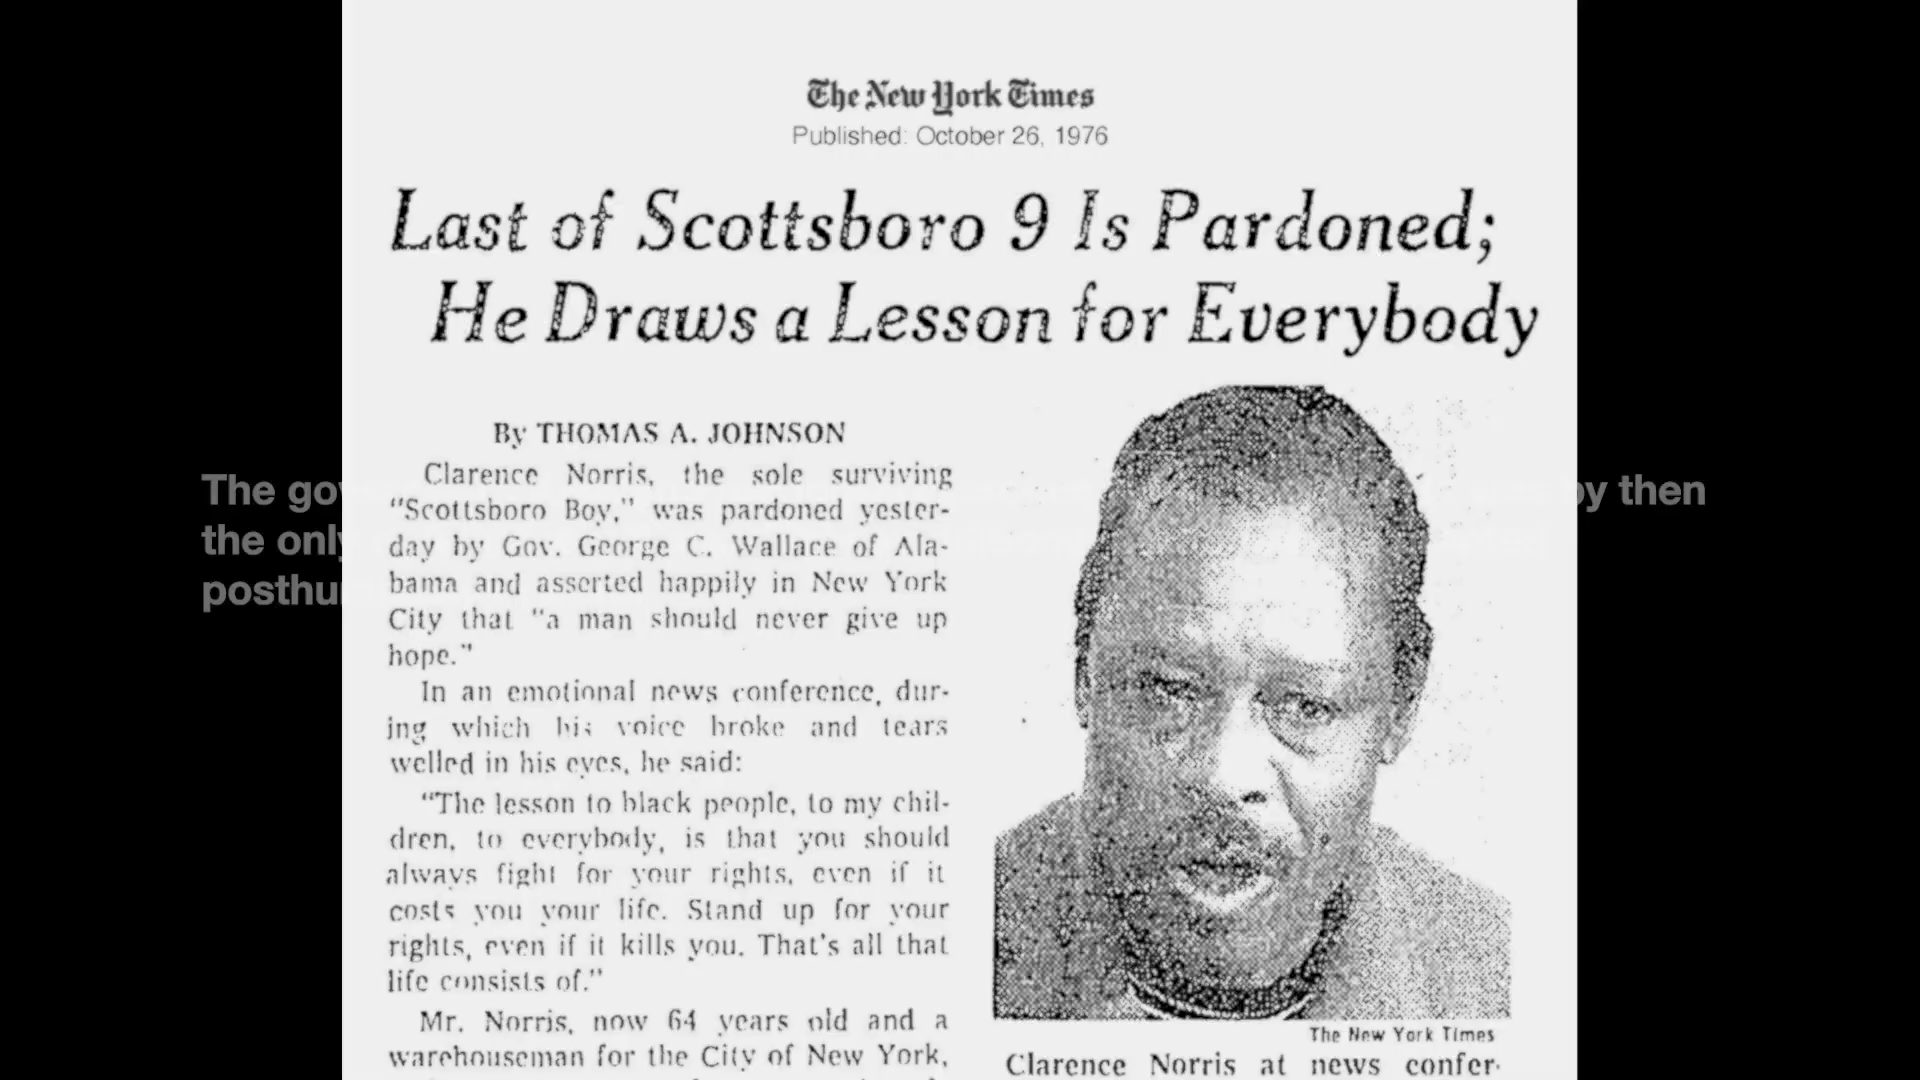 The New York Times
Published: October 26, 1976
Last of Scottsboro 9 Is Pardoned;
He Draws a Lesson for Everybody
By THOMAS A. JOHNSON
Clarence Norris, the sole surviving
"Scottsboro Boy," was pardoned yester-
day by Gov. George C. Wallace of Ala-
bama and asserted happily in New York
City that "a man should never give up
hope."
In an emotional news conference, dur-
ing which his voice broke and tears
welled in his eyes, he said:
"The lesson to black people, to my chil-
dren, to everybody, is that you should
always fight for your rights, even if it
costs you your life. Stand up for your
rights, even if it kills you. That's all that
life consists of."
Mr. Norris, now 64 years old and a
warehouseman for the City of New York,
The New York Times
Clarence Norris at news confer-
The by then
the